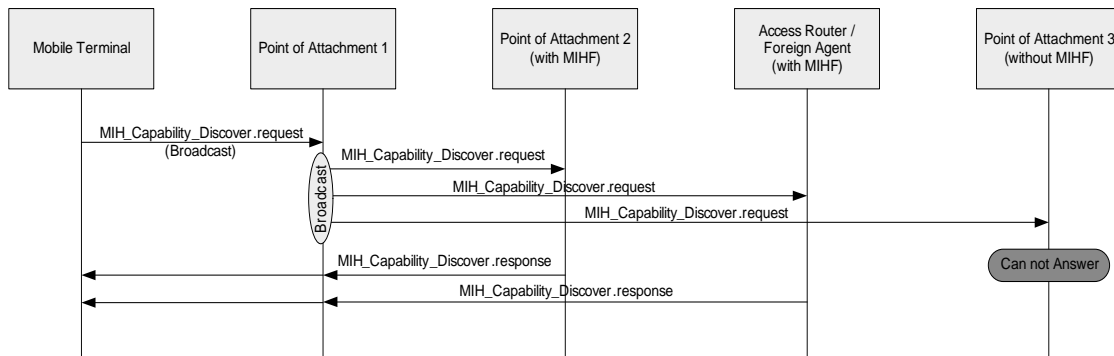 Mobile Terminal
Point of Attachment 1
Point of Attachment 2
(with MIHF)
Access Router /
Foreign Agent
(with MIHF)
Point of Attachment 3
(without MIHF)
MIH_Capability_Discover.request
(Broadcast)
Broadcast
MIH_Capability_Discover.request
MIH_Capability_Discover.request
MIH_Capability_Discover.request
MIH_Capability_Discover.response
Can not Answer
MIH_Capability_Discover.response